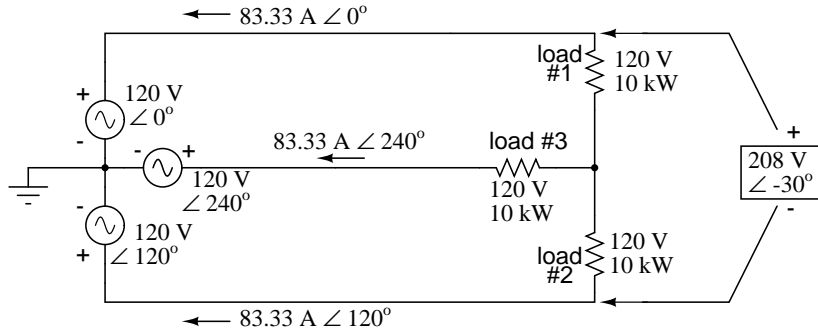 83.33 A ∠ 0°
load #1
120 V
10 kW
+
120 V
∠ 0°
-
+
208 V
∠ -30°
-
83.33 A ∠ 240°
load #3
- +
120 V
∠ 240°
120 V
10 kW
-
120 V
∠ 120°
+
load #2
120 V
10 kW
83.33 A ∠ 120°